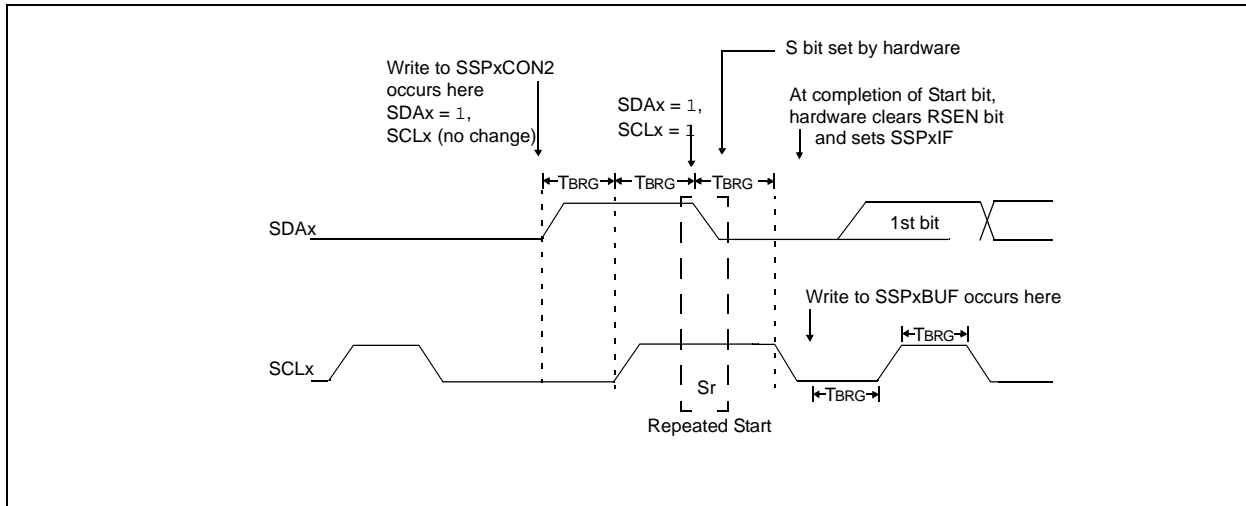 S bit set by hardware
Write to SSPxCON2
occurs here
SDAx = 1,
SCLx (no change)
SDAx = 1,
SCLx = 1
At completion of Start bit,
hardware clears RSEN bit
and sets SSPxIF
TBRG TBRG TBRG
SDAx
1st bit
Write to SSPxBUF occurs here
TBRG
SCLx
Sr
TBRG
Repeated Start